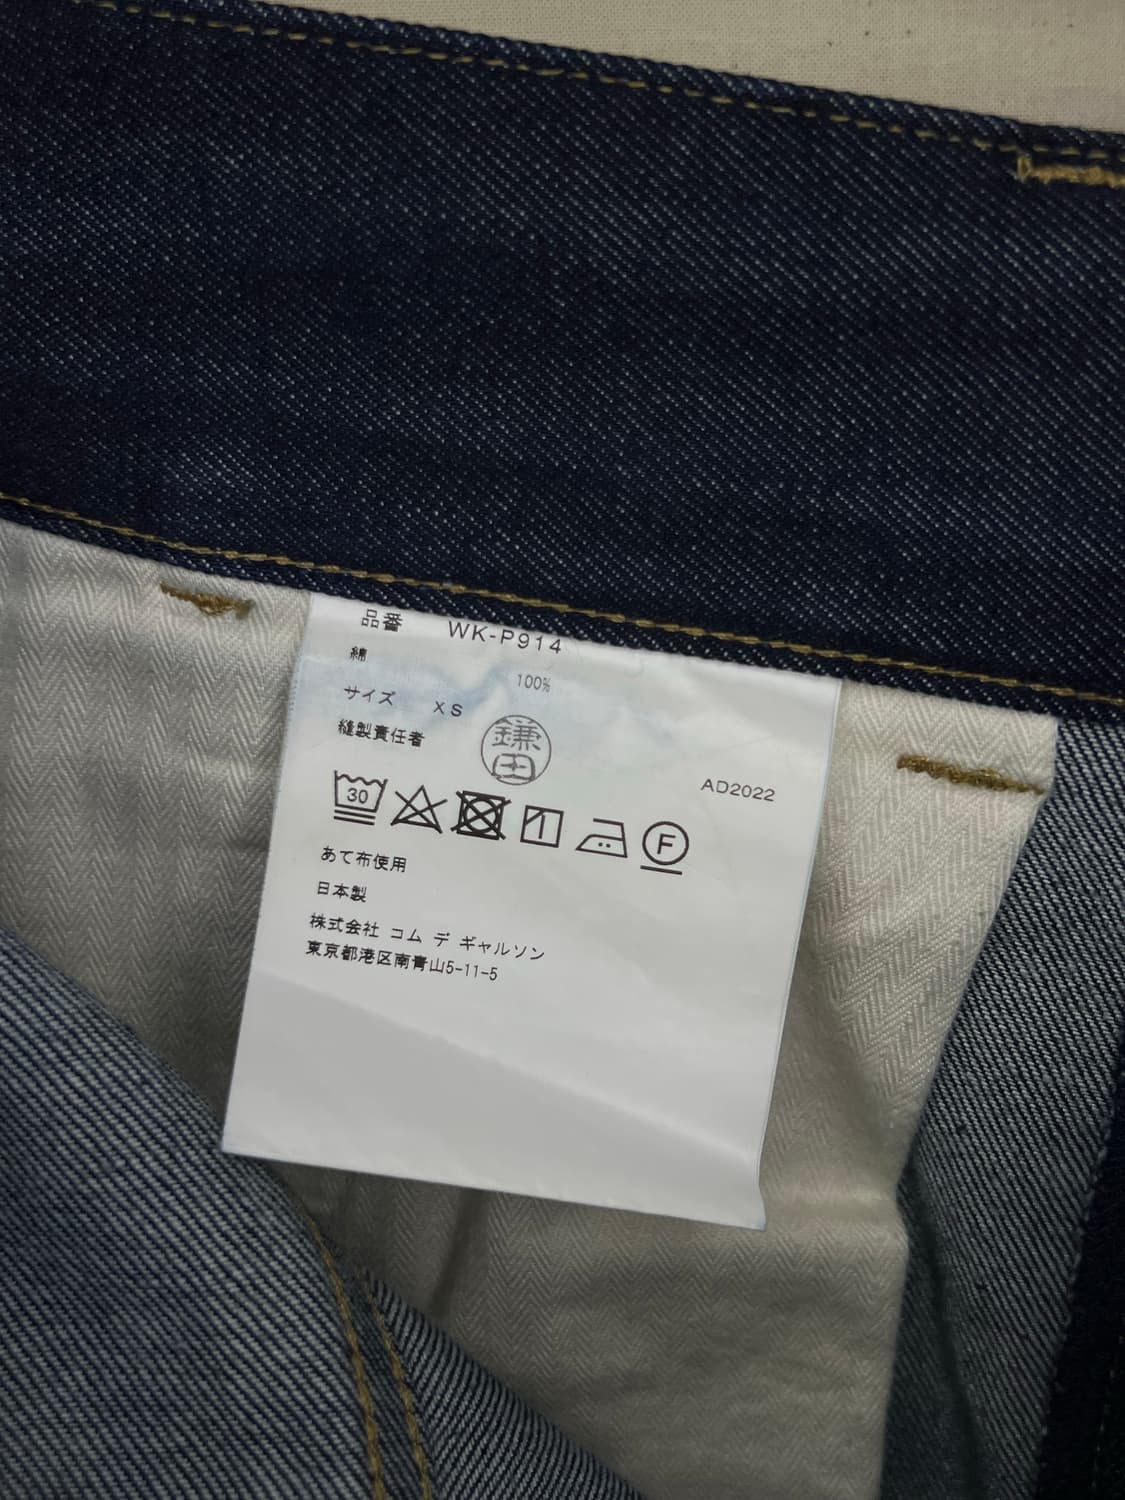 品番 WK-P914
綿 100%
サイズ XS
縫製責任者 鎌田
AD2022
30 F
あて布使用
日本製
株式会社 コム デ ギャルソン
東京都港区南青山5-11-5